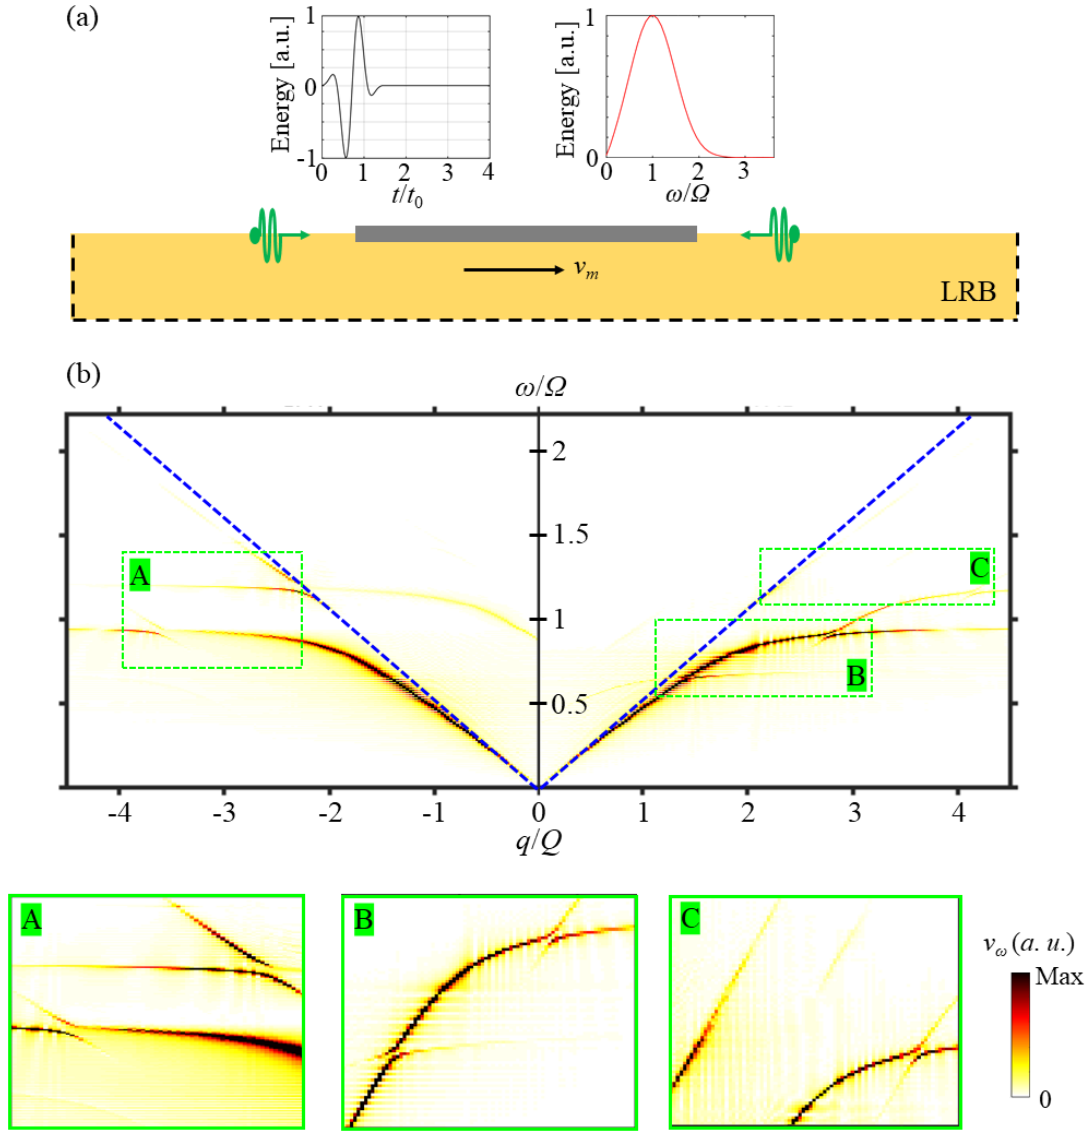 (a)
Energy [a.u.]
1
0
-1
0 1 2 3 4
t/t0
Energy [a.u.]
1
0
0 1 2 3
ω/Ω
vm
LRB
(b)
ω/Ω
2
1.5
1
0.5
A
C
B
-4 -3 -2 -1 0 1 2 3 4
q/Q
A
B
C
vω (a. u.)
Max
0